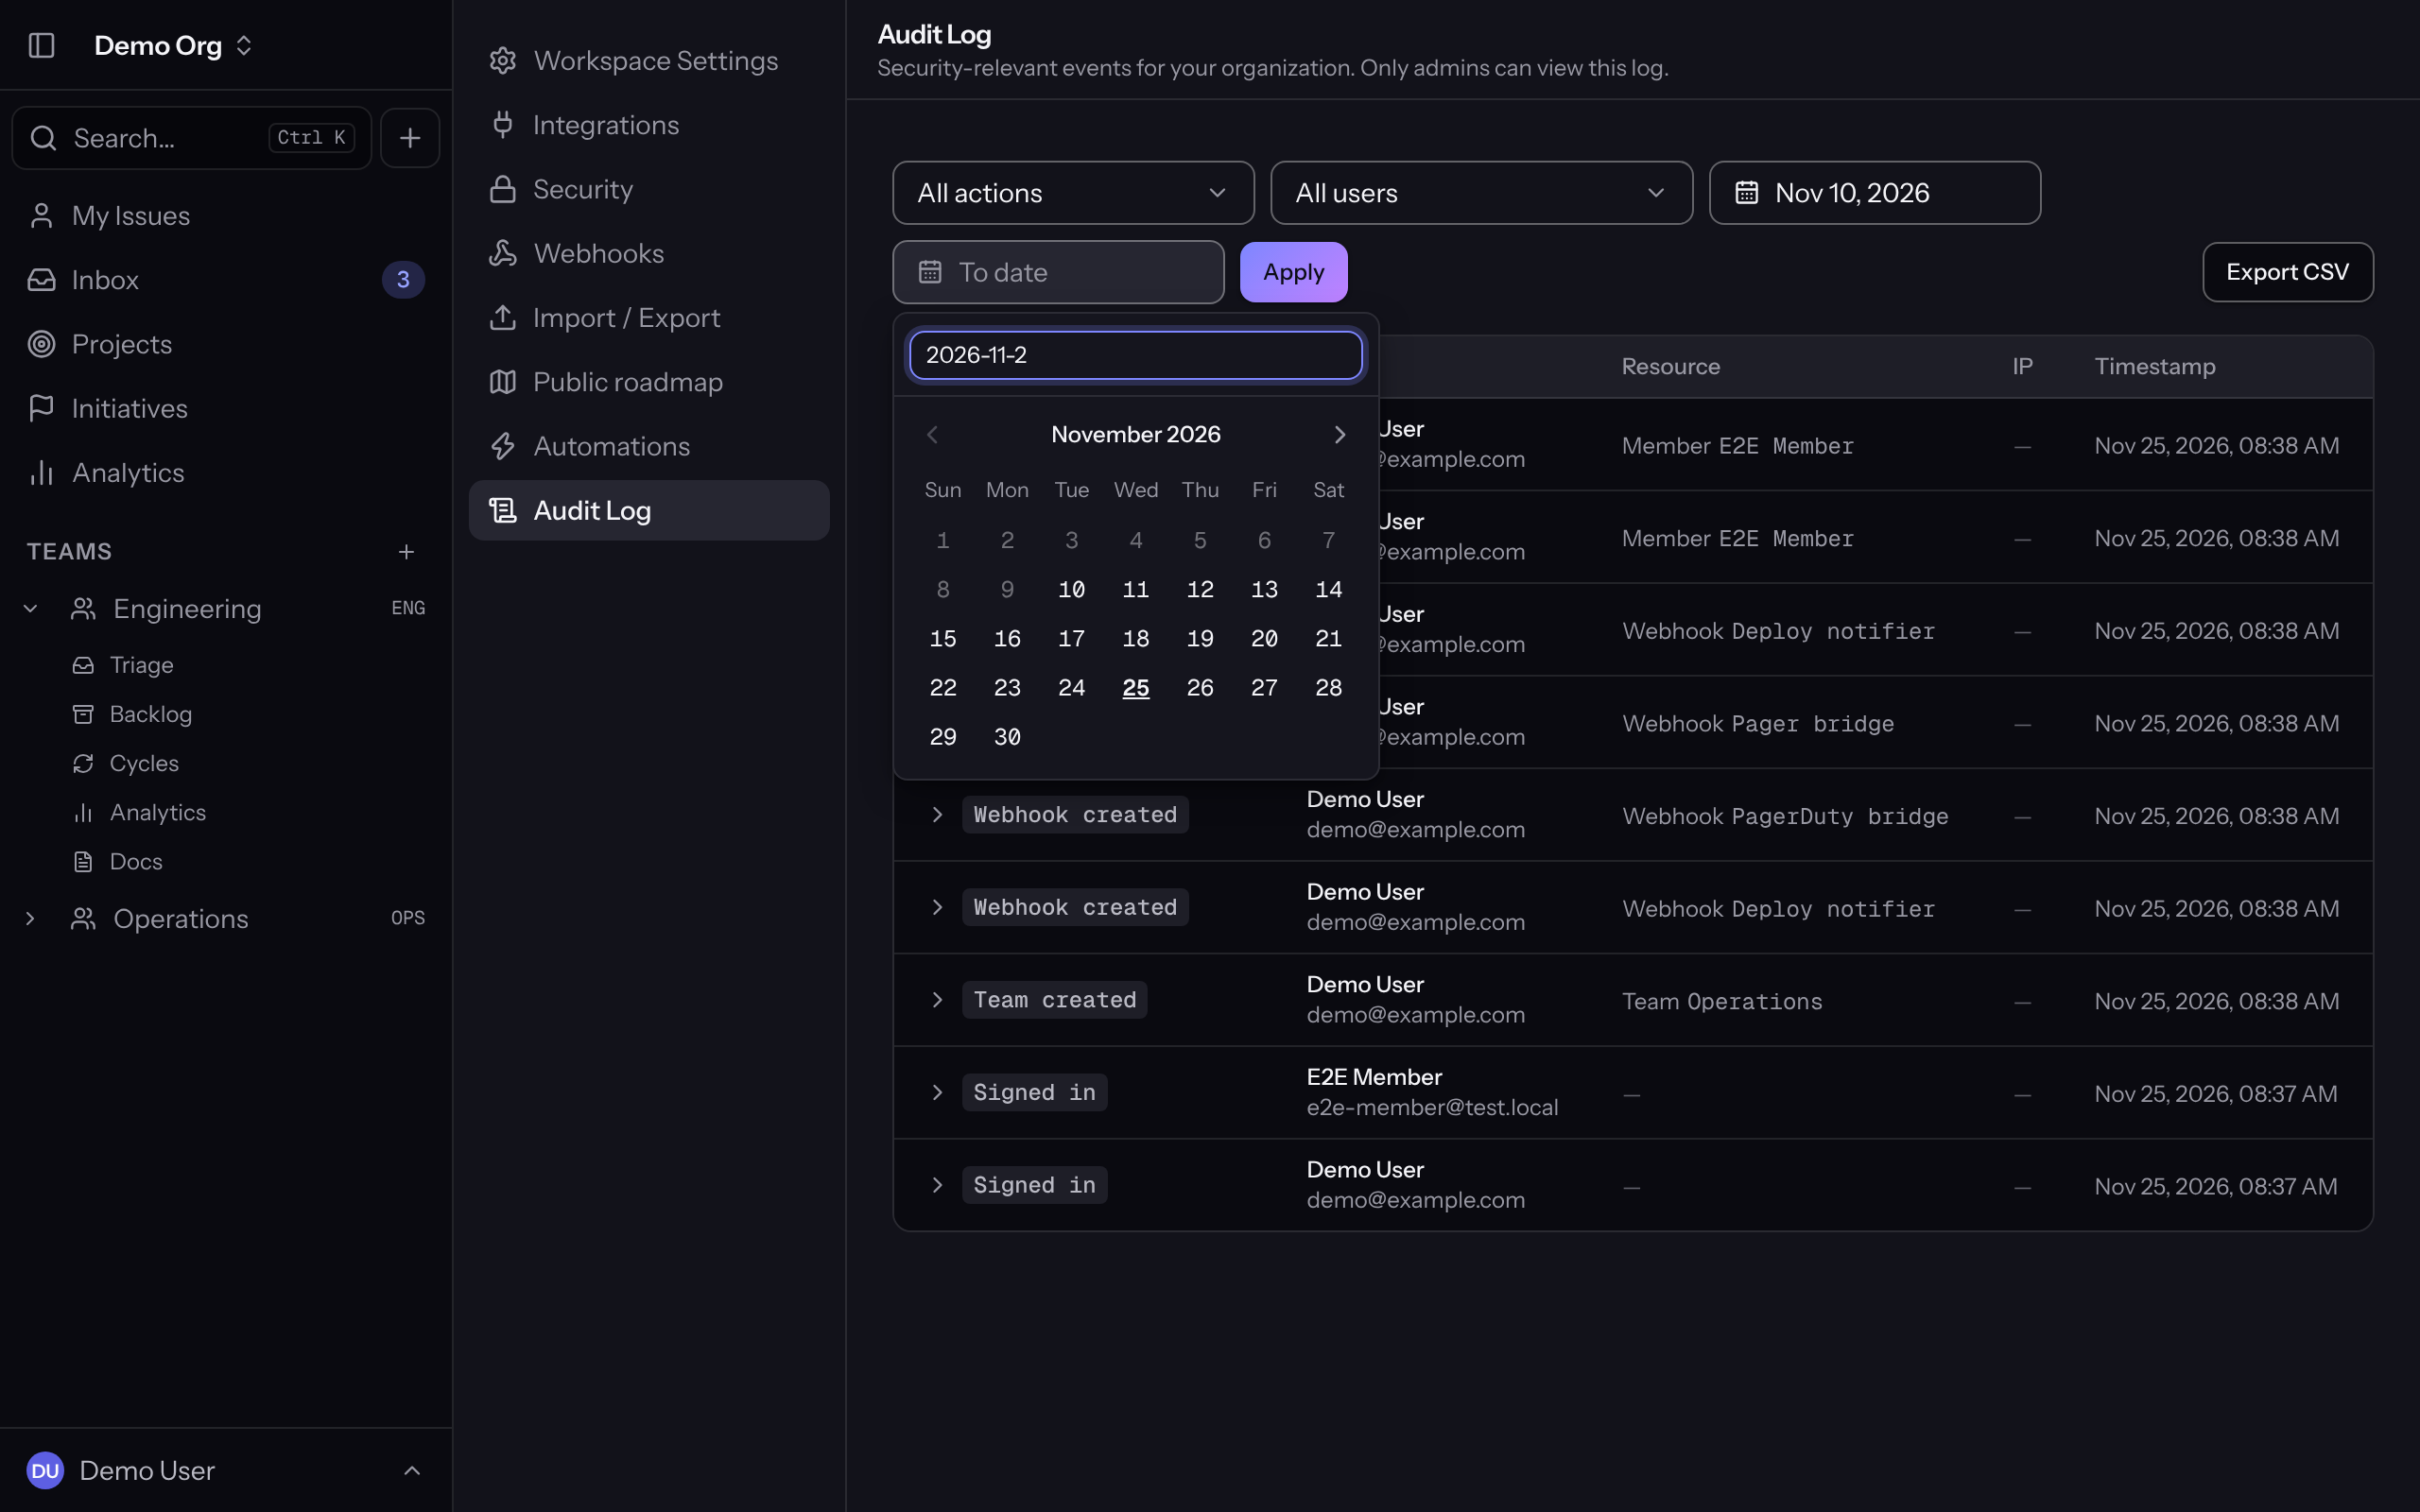 Demo Org
Search...
Ctrl K
My Issues
Inbox
3
Projects
Initiatives
Analytics
TEAMS
Engineering
ENG
Triage
Backlog
Cycles
Analytics
Docs
Operations
OPS
DU
Demo User
Workspace Settings
Integrations
Security
Webhooks
Import / Export
Public roadmap
Automations
Audit Log
Audit Log
Security-relevant events for your organization. Only admins can view this log.
All actions
All users
Nov 10, 2026
To date
Apply
Export CSV
2026-11-2
November 2026
Sun Mon Tue Wed Thu Fri Sat
1 2 3 4 5 6 7
8 9 10 11 12 13 14
15 16 17 18 19 20 21
22 23 24 25 26 27 28
29 30
Resource IP Timestamp
User
@example.com
Member E2E Member — Nov 25, 2026, 08:38 AM
User
@example.com
Member E2E Member — Nov 25, 2026, 08:38 AM
User
@example.com
Webhook Deploy notifier — Nov 25, 2026, 08:38 AM
User
@example.com
Webhook Pager bridge — Nov 25, 2026, 08:38 AM
Webhook created
Demo User
demo@example.com
Webhook PagerDuty bridge — Nov 25, 2026, 08:38 AM
Webhook created
Demo User
demo@example.com
Webhook Deploy notifier — Nov 25, 2026, 08:38 AM
Team created
Demo User
demo@example.com
Team Operations — Nov 25, 2026, 08:38 AM
Signed in
E2E Member
e2e-member@test.local
— — Nov 25, 2026, 08:37 AM
Signed in
Demo User
demo@example.com
— — Nov 25, 2026, 08:37 AM